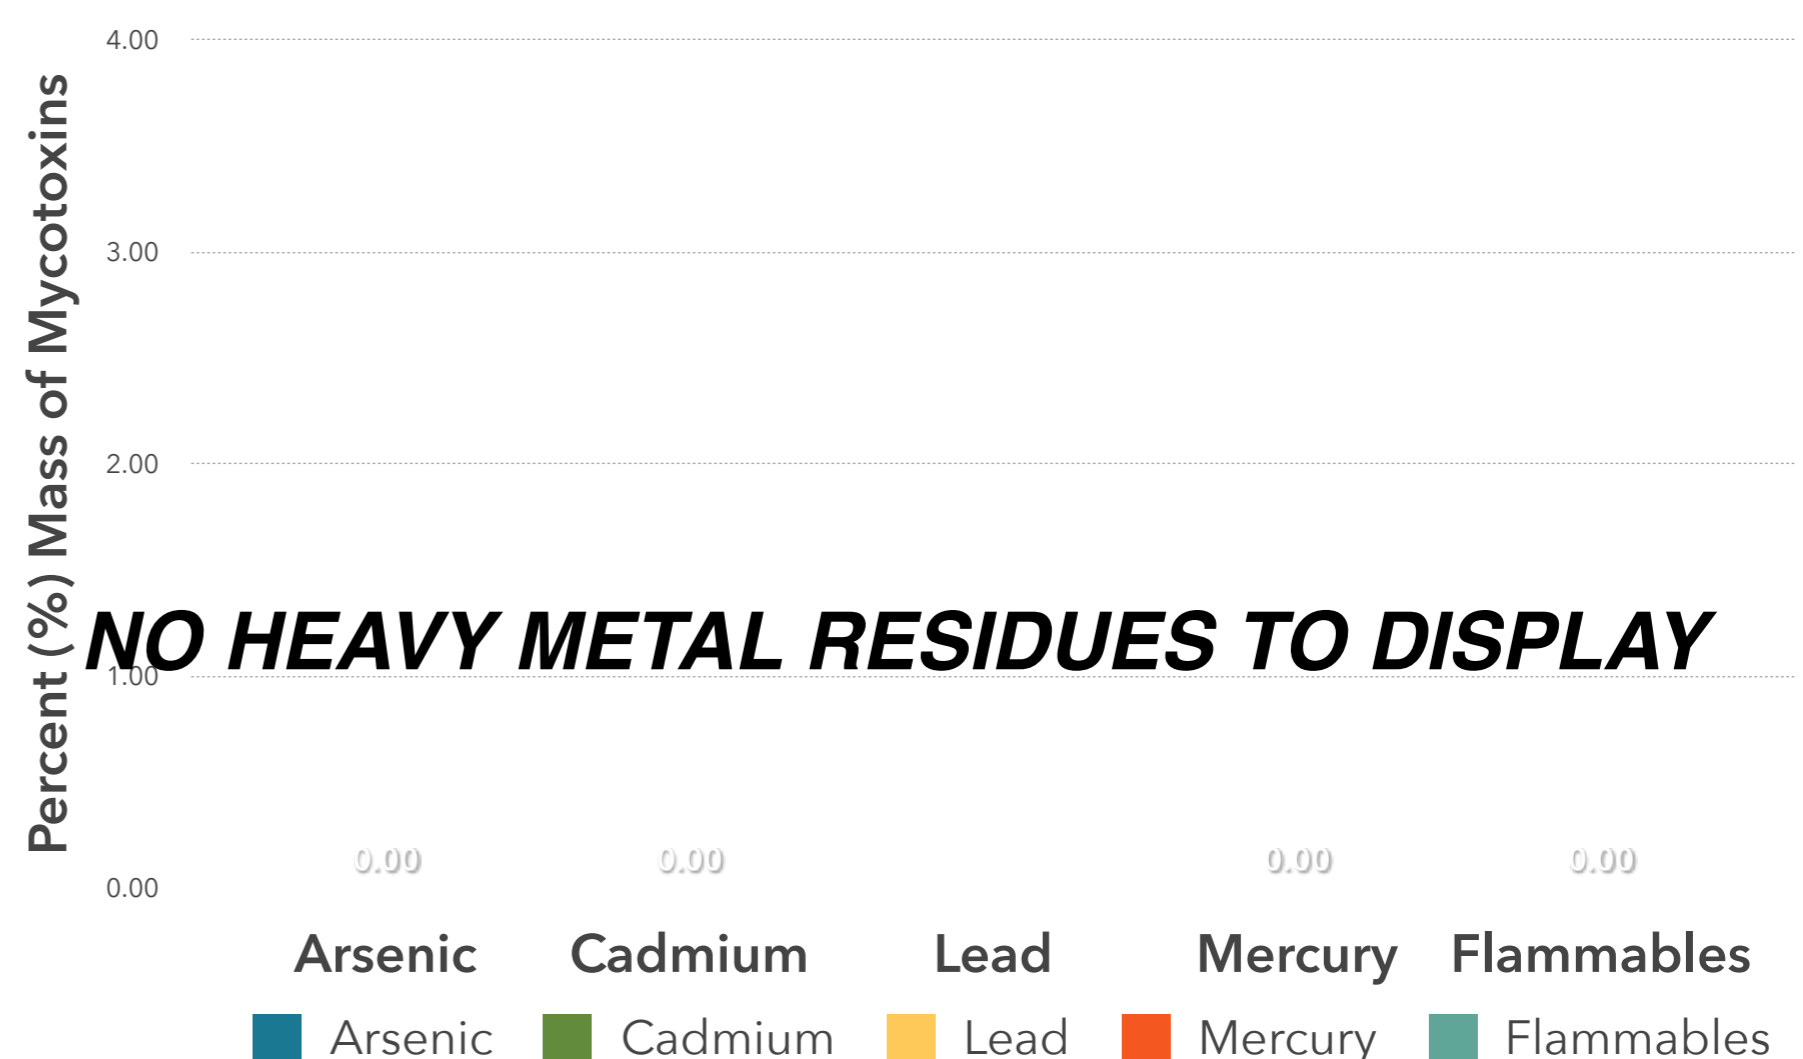 Percent (%) Mass of Mycotoxins
4.00
3.00
2.00
NO HEAVY METAL RESIDUES TO DISPLAY
1.00
0.00 0.00 0.00 0.00
0.00
Arsenic Cadmium Lead Mercury Flammables
Arsenic Cadmium Lead Mercury Flammables